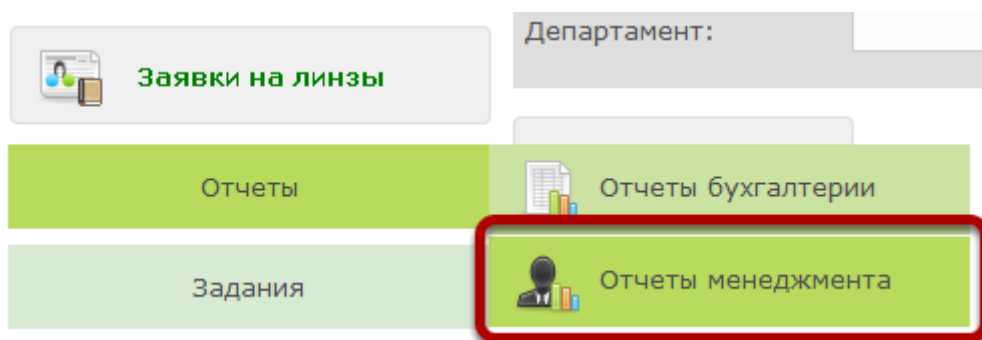 Департамент:
Заявки на линзы
Отчеты
Отчеты бухгалтерии
Задания
Отчеты менеджмента